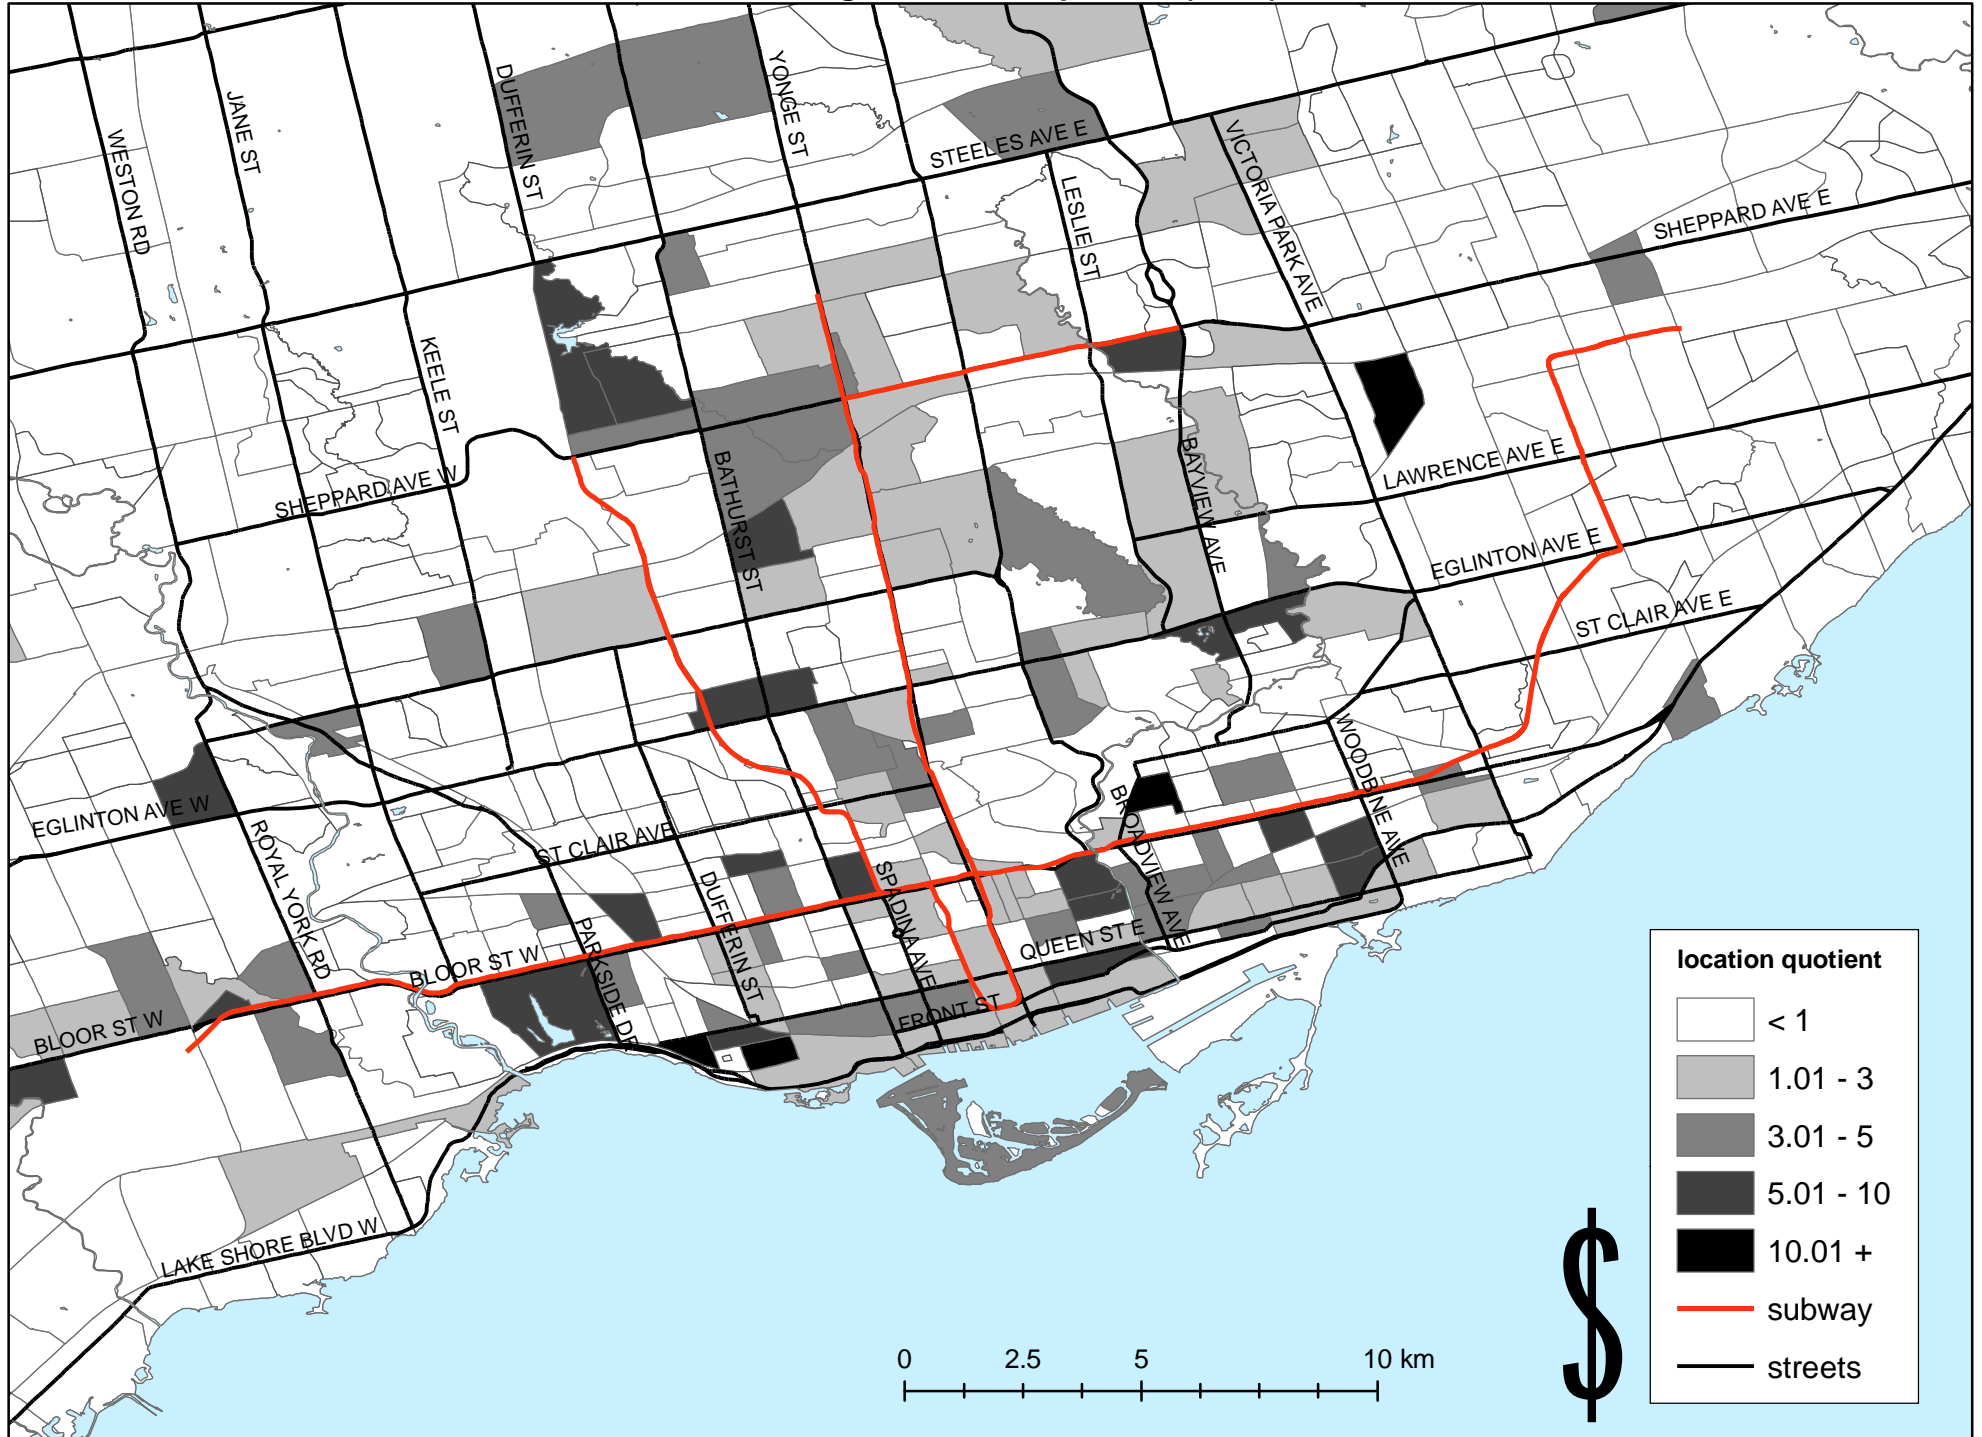 WESTON RD
JANE ST
DUFFERIN ST
YONGE ST
STEELES AVE E
LESLIE ST
VICTORIA PARK AVE
SHEPPARD AVE E
KEELE ST
SHEPPARD AVE W
BATHURST ST
BAYVIEW AVE
LAWRENCE AVE E
EGLINTON AVE E
ST CLAIR AVE E
EGLINTON AVE W
ROYAL YORK RD
ST CLAIR AVE
DUFFERIN ST
SPADINA AVE
BROADVIEW AVE
WOODBINE AVE
PARKSIDE DR
BLOOR ST W
QUEEN ST E
FRONT ST
BLOOR ST W
LAKE SHORE BLVD W
location quotient
< 1
1.01 - 3
3.01 - 5
5.01 - 10
10.01 +
subway
streets
0 2.5 5 10 km
$